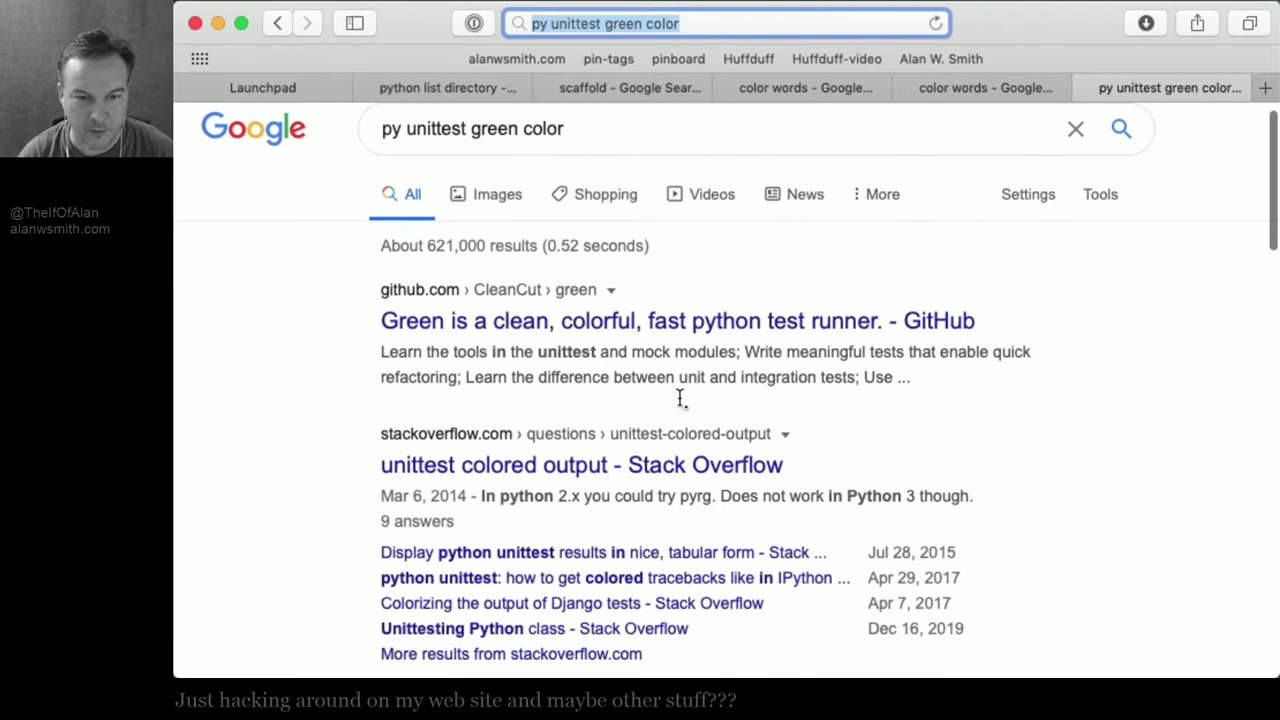 py unittest green color
alanwsmith.com pin-tags pinboard Huffduff Huffduff-video Alan W. Smith
Launchpad python list directory -... scaffold - Google Sear... color words - Google... color words - Google... py unittest green color...
Google py unittest green color
All Images Shopping Videos News More Settings Tools
@TheIfOfAlan
alanwsmith.com
About 621,000 results (0.52 seconds)
github.com › CleanCut › green
Green is a clean, colorful, fast python test runner. - GitHub
Learn the tools in the unittest and mock modules; Write meaningful tests that enable quick
refactoring; Learn the difference between unit and integration tests; Use ...
stackoverflow.com › questions › unittest-colored-output
unittest colored output - Stack Overflow
Mar 6, 2014 - In python 2.x you could try pyrg. Does not work in Python 3 though.
9 answers
Display python unittest results in nice, tabular form - Stack ... Jul 28, 2015
python unittest: how to get colored tracebacks like in IPython ... Apr 29, 2017
Colorizing the output of Django tests - Stack Overflow Apr 7, 2017
Unittesting Python class - Stack Overflow Dec 16, 2019
More results from stackoverflow.com
Just hacking around on my web site and maybe other stuff???